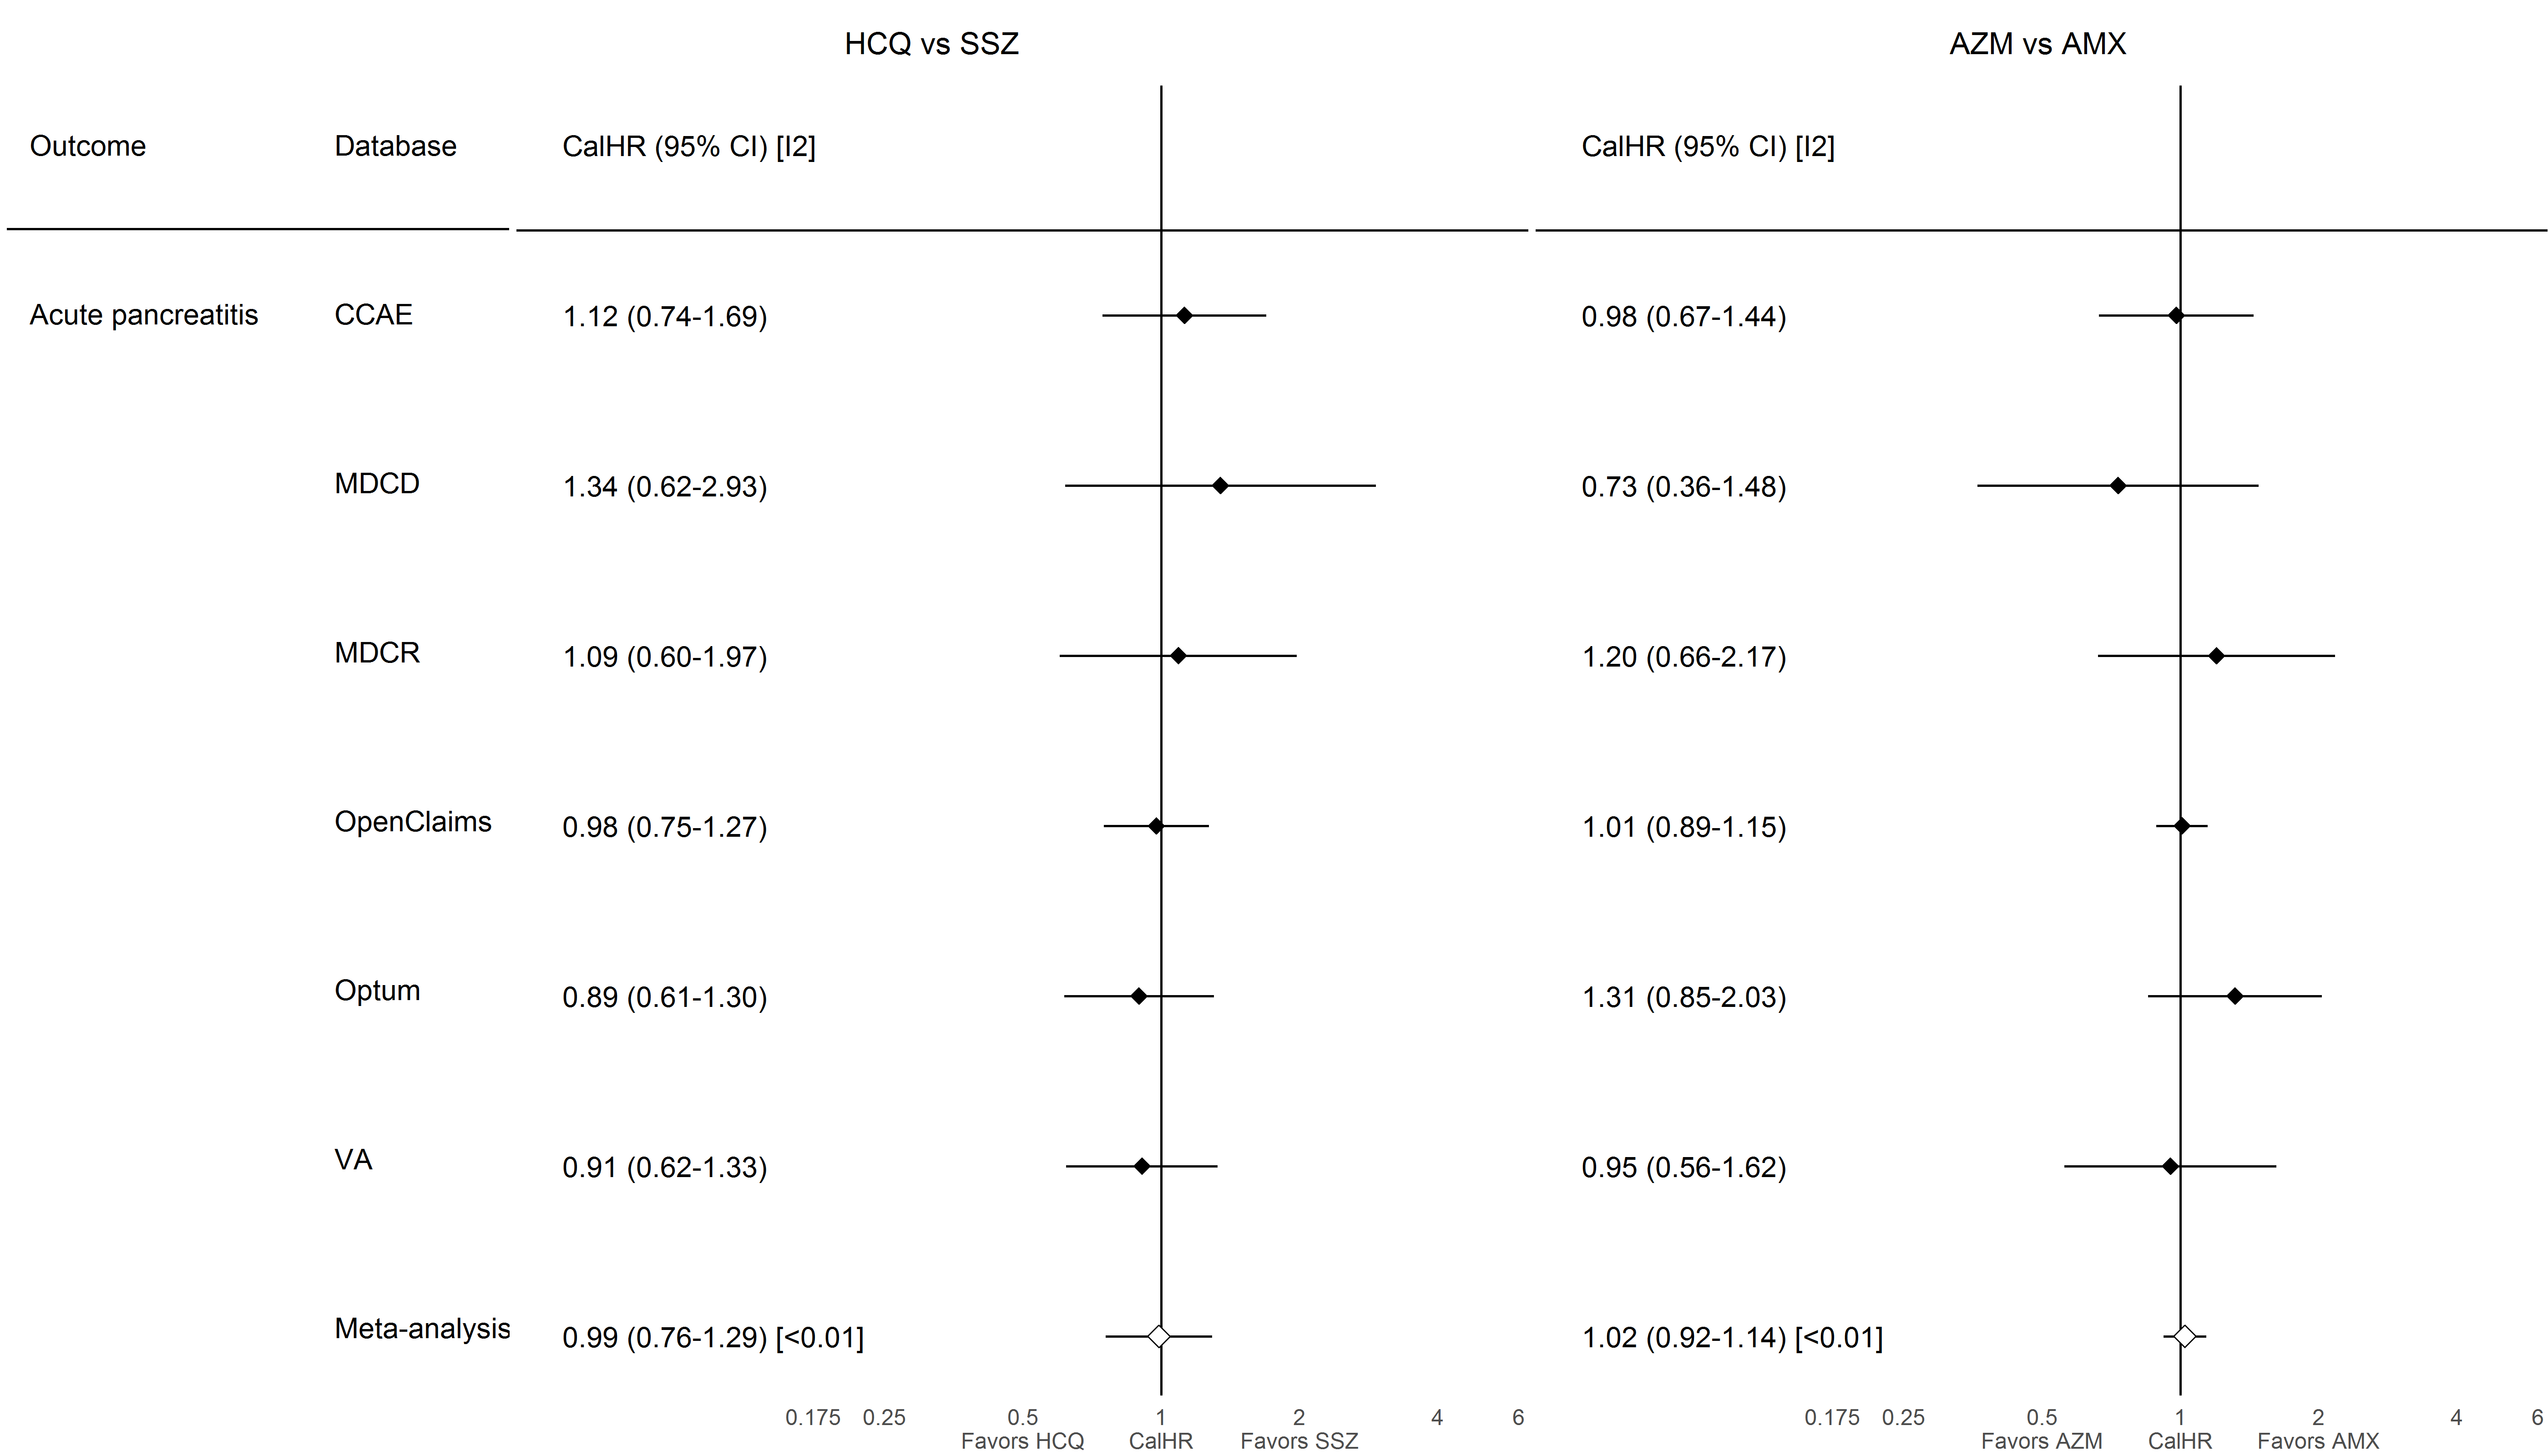 HCQ vs SSZ AZM vs AMX
Outcome Database CalHR (95% CI) [I2] CalHR (95% CI) [I2]
Acute pancreatitis CCAE 1.12 (0.74-1.69) 0.98 (0.67-1.44)
MDCD 1.34 (0.62-2.93) 0.73 (0.36-1.48)
MDCR 1.09 (0.60-1.97) 1.20 (0.66-2.17)
OpenClaims 0.98 (0.75-1.27) 1.01 (0.89-1.15)
Optum 0.89 (0.61-1.30) 1.31 (0.85-2.03)
VA 0.91 (0.62-1.33) 0.95 (0.56-1.62)
Meta-analysis 0.99 (0.76-1.29) [<0.01] 1.02 (0.92-1.14) [<0.01]
0.175 0.25 0.5 1 2 4 6 0.175 0.25 0.5 1 2 4 6
Favors HCQ CalHR Favors SSZ Favors AZM CalHR Favors AMX